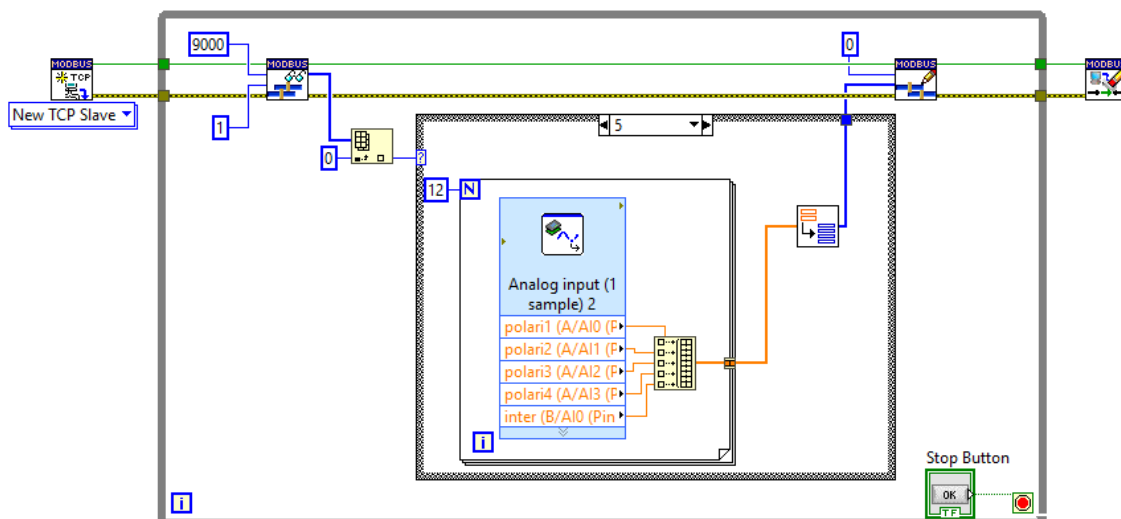 MODBUS
TCP
New TCP Slave
9000
MODBUS
1
0
0
MODBUS
MODBUS
5
?
12
N
Analog input (1
sample) 2
polari1 (A/AI0 (P
polari2 (A/AI1 (P
polari3 (A/AI2 (P
polari4 (A/AI3 (P
inter (B/AI0 (Pin
i
Stop Button
OK
TF
i